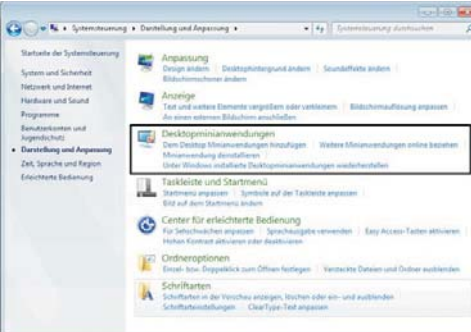 Systemsteuerung ▸ Darstellung und Anpassung ▸
Systemsteuerung durchsuchen
Startseite der Systemsteuerung
System und Sicherheit
Netzwerk und Internet
Hardware und Sound
Programme
Benutzerkonten und
Jugendschutz
Darstellung und Anpassung
Zeit, Sprache und Region
Erleichterte Bedienung
Anpassung
Design ändern | Desktophintergrund ändern | Soundeffekte ändern
Bildschirmschoner ändern
Anzeige
Text und weitere Elemente vergrößern oder verkleinern | Bildschirmauflösung anpassen
An einen externen Bildschirm anschließen
Desktopminianwendungen
Dem Desktop Minianwendungen hinzufügen | Weitere Minianwendungen online beziehen
Minianwendung deinstallieren
Unter Windows installierte Desktopminianwendungen wiederherstellen
Taskleiste und Startmenü
Startmenü anpassen | Symbole auf der Taskleiste anpassen
Bild auf dem Startmenü ändern
Center für erleichterte Bedienung
Für Sehschwächen anpassen | Sprachausgabe verwenden | Easy Access-Tasten aktivieren
Hohen Kontrast aktivieren oder deaktivieren
Ordneroptionen
Einzel- bzw. Doppelklick zum Öffnen festlegen | Versteckte Dateien und Ordner ausblenden
Schriftarten
Schriftarten in der Vorschau anzeigen, löschen oder ein- und ausblenden
Schriftarteinstellungen | ClearType-Text anpassen